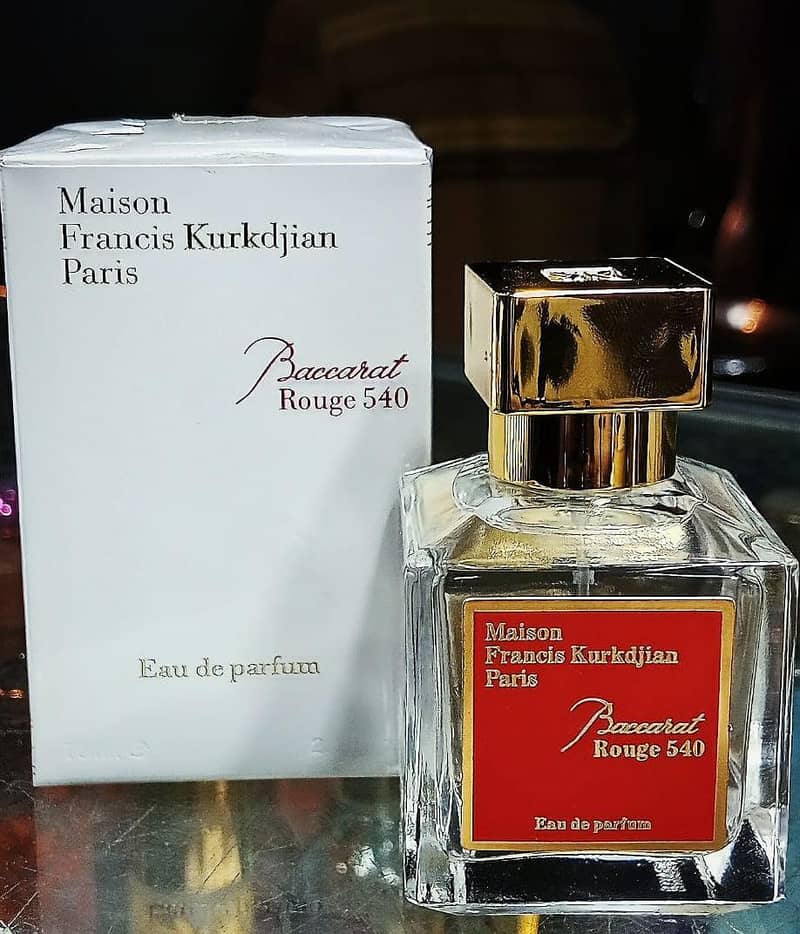 Maison
Francis Kurkdjian
Paris
Baccarat
Rouge 540
Eau de parfum
Maison
Francis Kurkdjian
Paris
Baccarat
Rouge 540
Eau de parfum